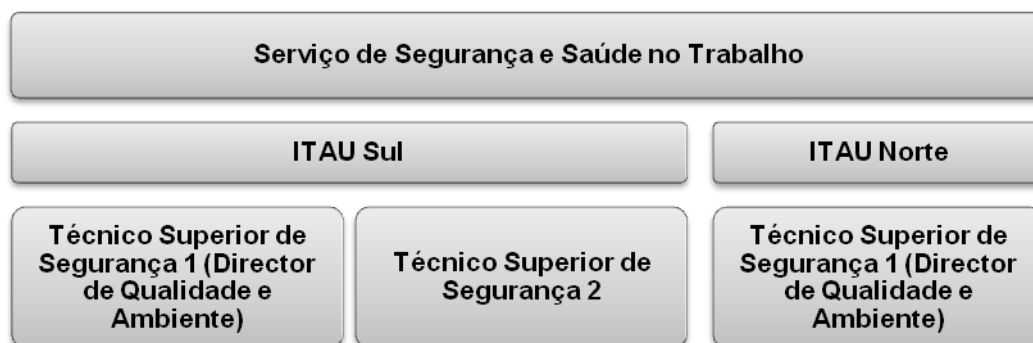 Serviço de Segurança e Saúde no Trabalho
ITAU Sul
ITAU Norte
Técnico Superior de
Segurança 1 (Director
de Qualidade e
Ambiente)
Técnico Superior de
Segurança 2
Técnico Superior de
Segurança 1 (Director
de Qualidade e
Ambiente)